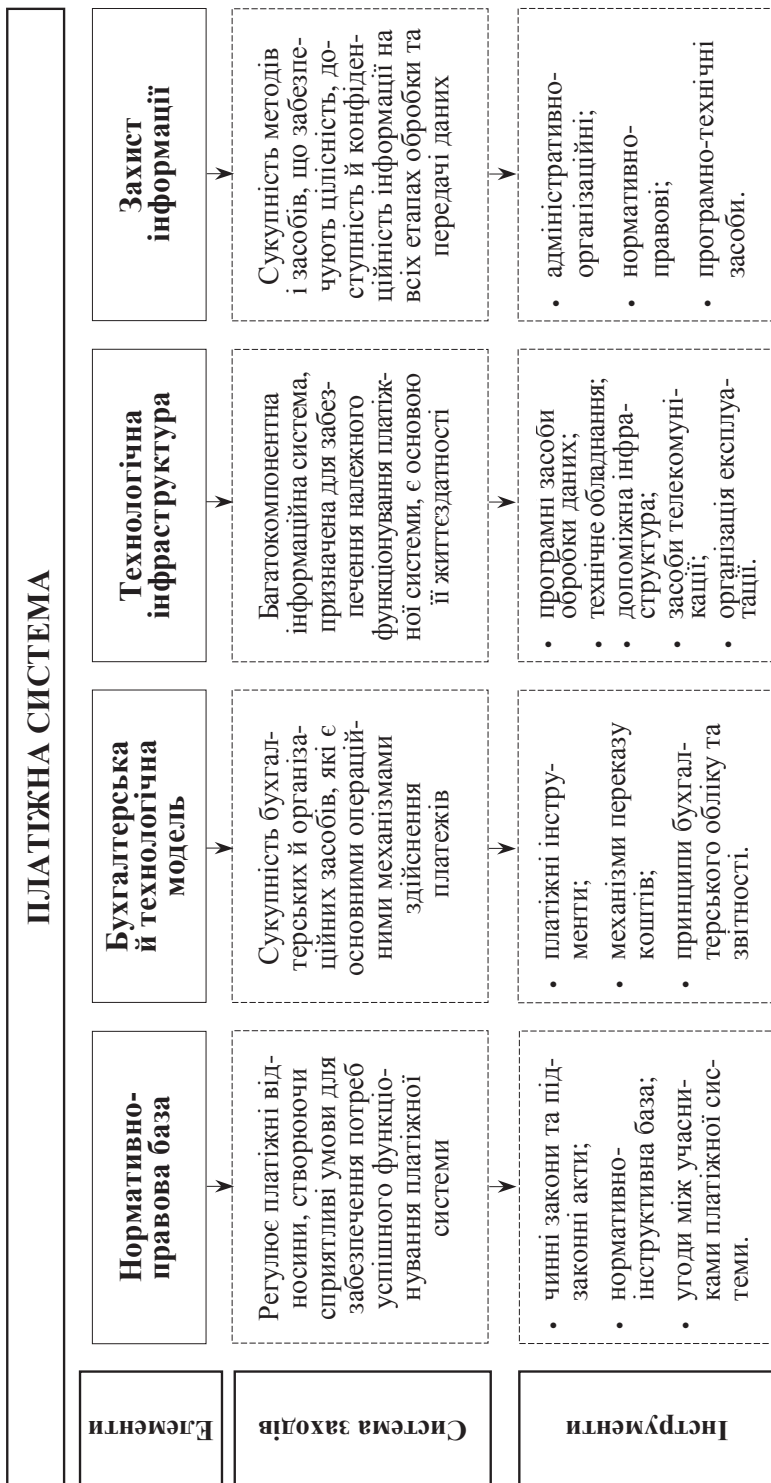 ПЛАТІЖНА СИСТЕМА
Елементи
Нормативно-
правова база
Бухгалтерська
й технологічна
модель
Технологічна
інфраструктура
Захист
інформації
Система заходів
Регулює платіжні від-
носини, створюючи
сприятливі умови для
забезпечення потреб
успішного функціо-
нування платіжної
системи
Сукупність бухгал-
терських й організа-
ційних засобів, які є
основними операцій-
ними механізмами
здійснення
платежів
Багатокомпонентна
інформаційна система,
призначена для забез-
печення належного
функціонування платіж-
ної системи, є основою
її життєздатності
Сукупність методів
і засобів, що забезпе-
чують цілісність, до-
ступність й конфіден-
ційність інформації на
всіх етапах обробки та
передачі даних
Інструменти
• чинні закони та під-
законні акти;
• нормативно-
інструктивна база;
• угоди між учасни-
ками платіжної сис-
теми.
• платіжні інстру-
менти;
• механізми переказу
коштів;
• принципи бухгал-
терського обліку та
звітності.
• програмні засоби
обробки даних;
• технічне обладнання;
• допоміжна інфра-
структура;
• засоби телекомуні-
кації;
• організація експлуа-
тації.
• адміністративно-
організаційні;
• нормативно-
правові;
• програмно-технічні
засоби.